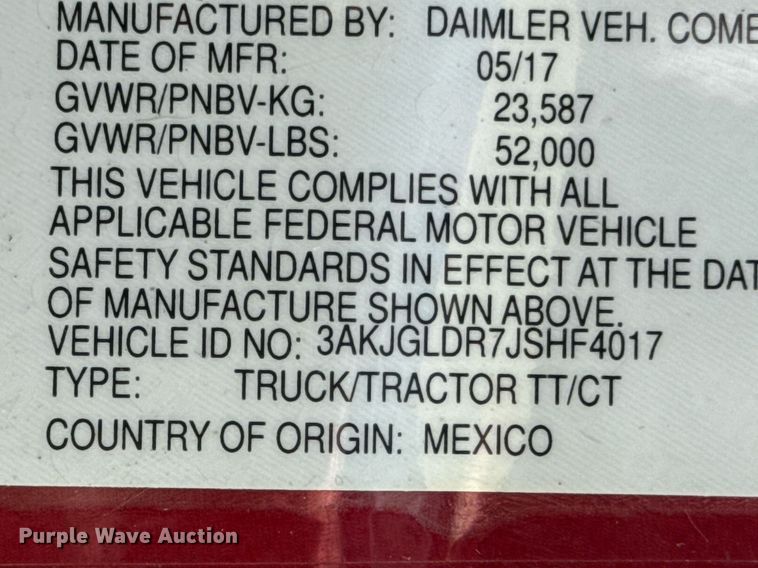 MANUFACTURED BY: DAIMLER VEH. COMB
DATE OF MFR: 05/17
GVWR/PNBV-KG: 23,587
GVWR/PNBV-LBS: 52,000
THIS VEHICLE COMPLIES WITH ALL
APPLICABLE FEDERAL MOTOR VEHICLE
SAFETY STANDARDS IN EFFECT AT THE DAT
OF MANUFACTURE SHOWN ABOVE.
VEHICLE ID NO: 3AKJGLDR7JSHF4017
TYPE: TRUCK/TRACTOR TT/CT
COUNTRY OF ORIGIN: MEXICO
Purple Wave Auction